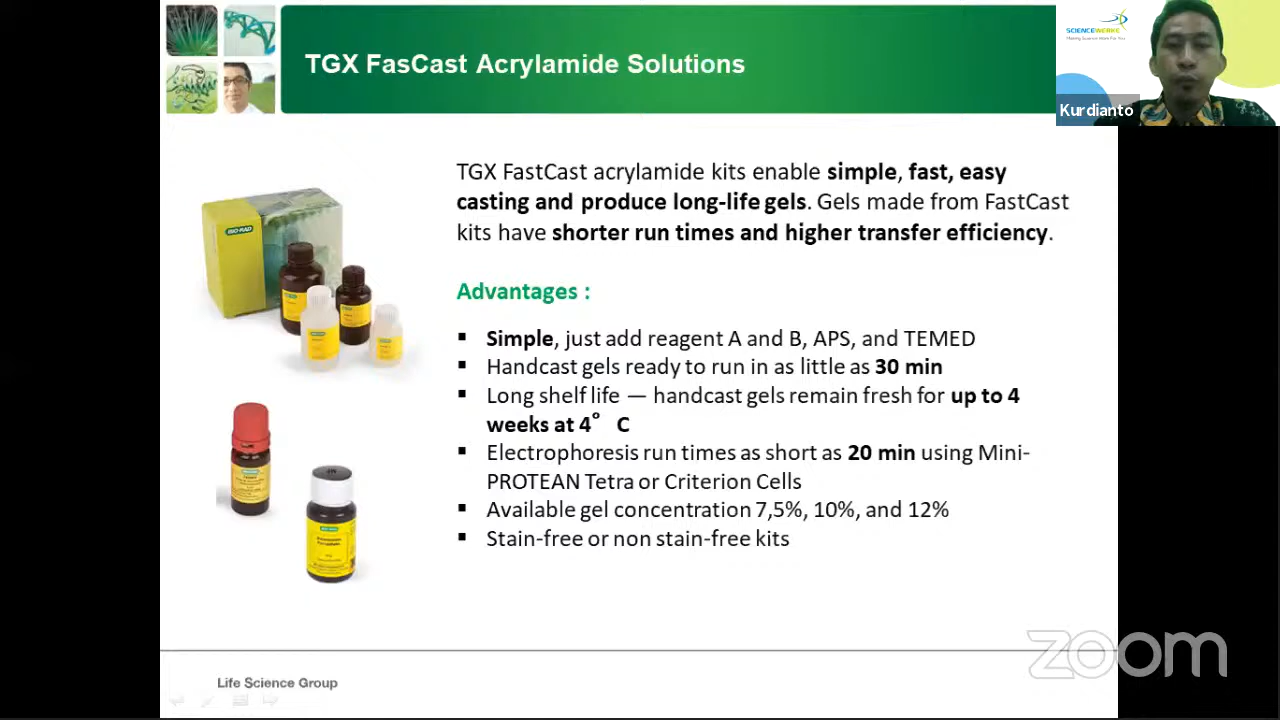 TGX FasCast Acrylamide Solutions
SCIENCEWERKE
Making Science Work For You
Kurdianto
TGX FastCast acrylamide kits enable simple, fast, easy
casting and produce long-life gels. Gels made from FastCast
kits have shorter run times and higher transfer efficiency.
BIO-RAD
Advantages :
▪ Simple, just add reagent A and B, APS, and TEMED
▪ Handcast gels ready to run in as little as 30 min
▪ Long shelf life — handcast gels remain fresh for up to 4
weeks at 4° C
▪ Electrophoresis run times as short as 20 min using Mini-
PROTEAN Tetra or Criterion Cells
▪ Available gel concentration 7,5%, 10%, and 12%
▪ Stain-free or non stain-free kits
zoom
Life Science Group